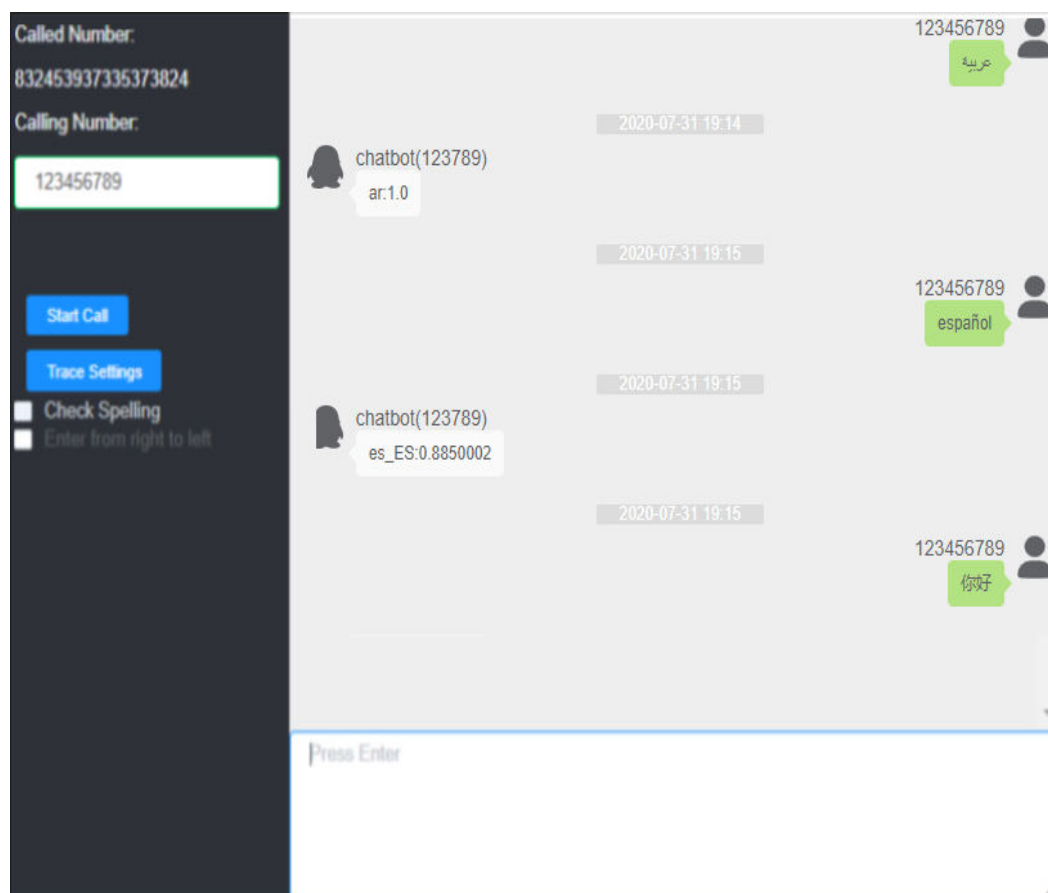 Called Number:
832453937335373824
Calling Number:
123456789
Start Call
Trace Settings
Check Spelling
Enter from right to left
123456789
عربية
2020-07-31 19:14
chatbot(123789)
ar:1.0
2020-07-31 19:15
123456789
español
2020-07-31 19:15
chatbot(123789)
es_ES:0.8850002
2020-07-31 19:15
123456789
你好
Press Enter